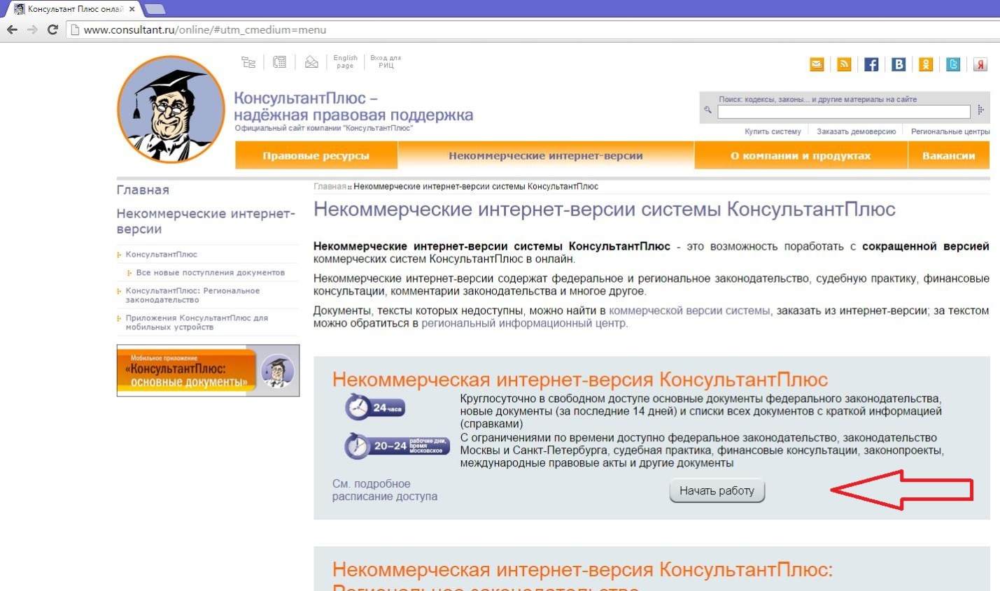 Консультант Плюс онлай
www.consultant.ru/online/#utm_cmedium=menu
English
page
Вход для
РИЦ
КонсультантПлюс –
надёжная правовая поддержка
Официальный сайт компании "КонсультантПлюс"
Поиск: кодексы, законы... и другие материалы на сайте
Купить систему
Заказать демоверсию
Региональные центры
Правовые ресурсы
Некоммерческие интернет-версии
О компании и продуктах
Вакансии
Главная
Некоммерческие интернет-
версии
КонсультантПлюс
Все новые поступления документов
КонсультантПлюс: Региональное
законодательство
Приложения КонсультантПлюс для
мобильных устройств
Мобильное приложение
«КонсультантПлюс:
основные документы»
Главная :: Некоммерческие интернет-версии системы КонсультантПлюс
Некоммерческие интернет-версии системы КонсультантПлюс
Некоммерческие интернет-версии системы КонсультантПлюс - это возможность поработать с сокращенной версией
коммерческих систем КонсультантПлюс в онлайн.
Некоммерческие интернет-версии содержат федеральное и региональное законодательство, судебную практику, финансовые
консультации, комментарии законодательства и многое другое.
Документы, тексты которых недоступны, можно найти в коммерческой версии системы, заказать из интернет-версии; за текстом
можно обратиться в региональный информационный центр.
Некоммерческая интернет-версия КонсультантПлюс
24 часа
Круглосуточно в свободном доступе основные документы федерального законодательства,
новые документы (за последние 14 дней) и списки всех документов с краткой информацией
(справками)
20–24 рабочие дни,
время
московское
С ограничениями по времени доступно федеральное законодательство, законодательство
Москвы и Санкт-Петербурга, судебная практика, финансовые консультации, законопроекты,
международные правовые акты и другие документы
См. подробное
расписание доступа
Начать работу
Некоммерческая интернет-версия КонсультантПлюс:
Региональное законодательство